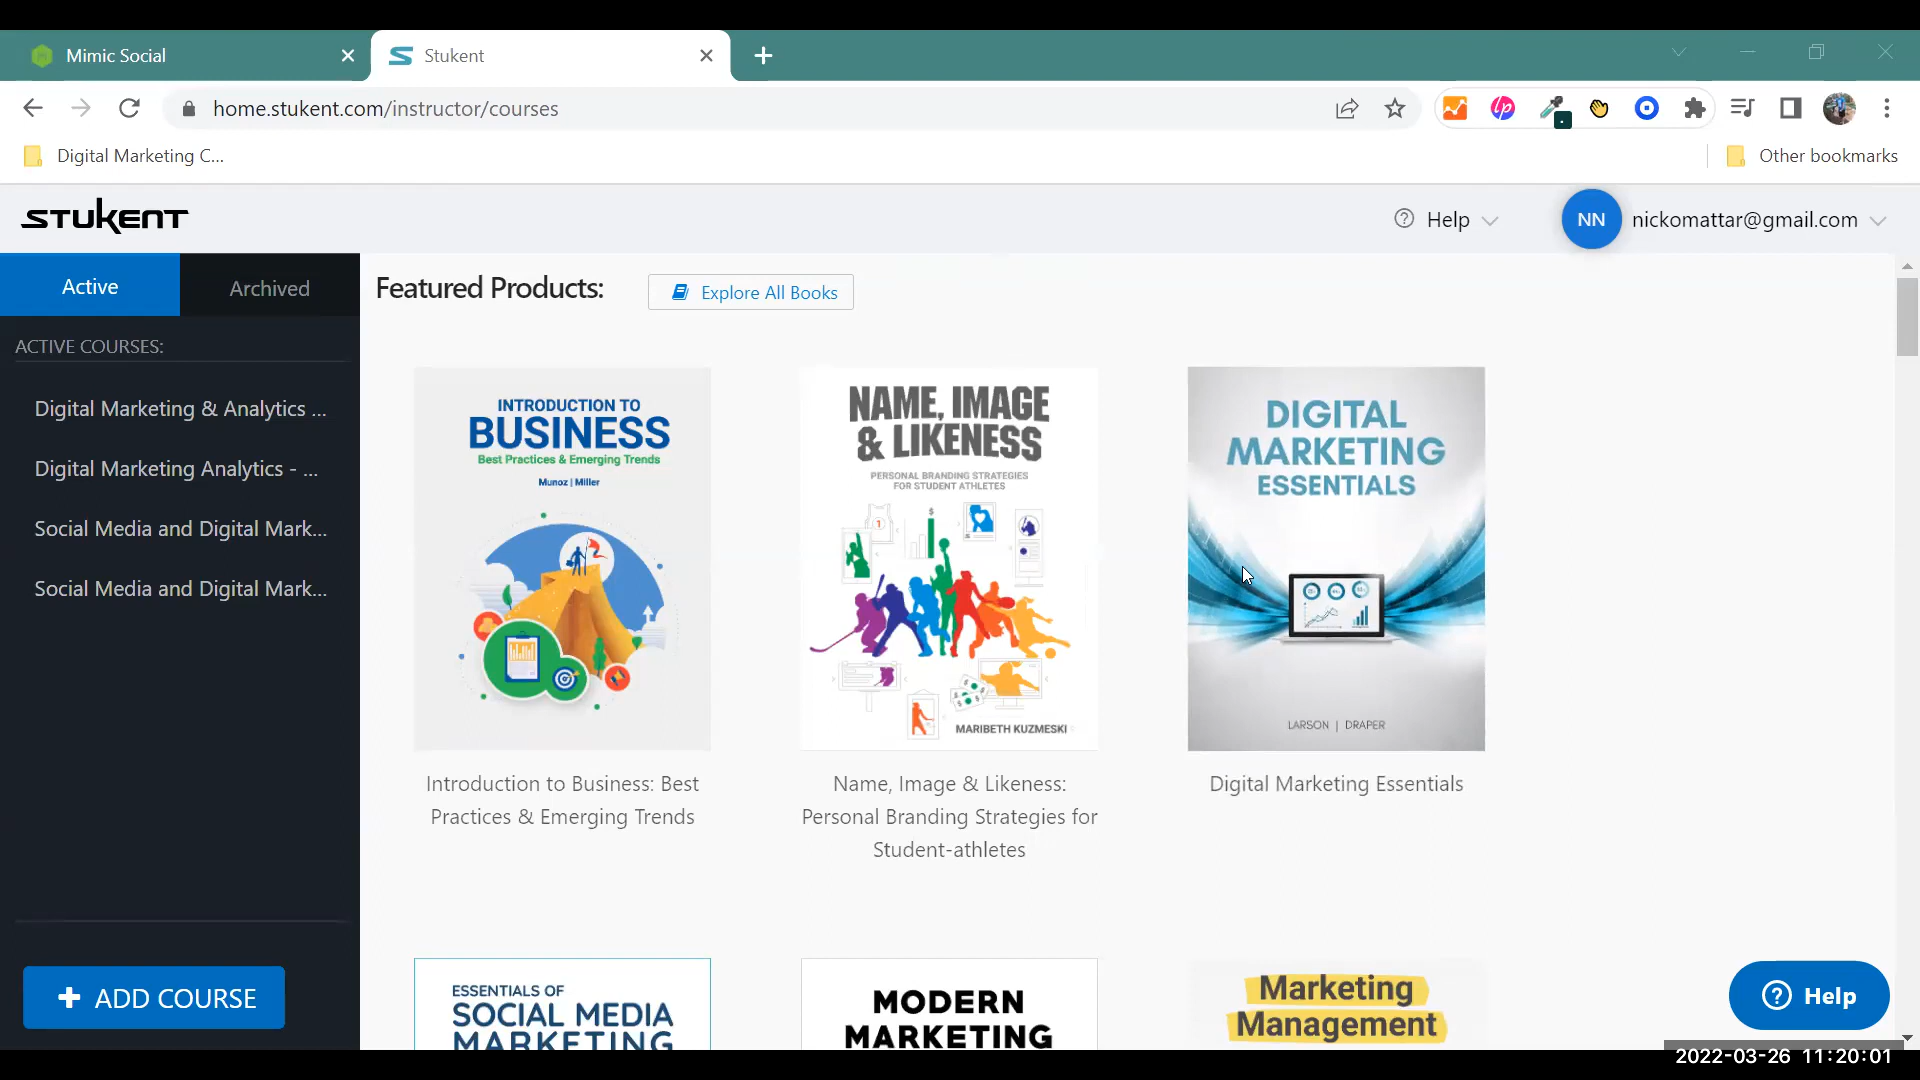 Mimic Social
Stukent
home.stukent.com/instructor/courses
Digital Marketing C...
Other bookmarks
STUKENT
Help
NN
nickomattar@gmail.com
Active
Archived
Featured Products:
Explore All Books
ACTIVE COURSES:
Digital Marketing & Analytics ...
Digital Marketing Analytics - ...
Social Media and Digital Mark...
Social Media and Digital Mark...
INTRODUCTION TO
BUSINESS
Best Practices & Emerging Trends
Munoz | Miller
NAME, IMAGE
& LIKENESS
PERSONAL BRANDING STRATEGIES
FOR STUDENT ATHLETES
MARIBETH KUZMESKI
DIGITAL
MARKETING
ESSENTIALS
LARSON | DRAPER
Introduction to Business: Best
Practices & Emerging Trends
Name, Image & Likeness:
Personal Branding Strategies for
Student-athletes
Digital Marketing Essentials
ESSENTIALS OF
SOCIAL MEDIA
MARKETING
MODERN
MARKETING
Marketing
Management
ADD COURSE
Help
2022-03-26 11:20:01